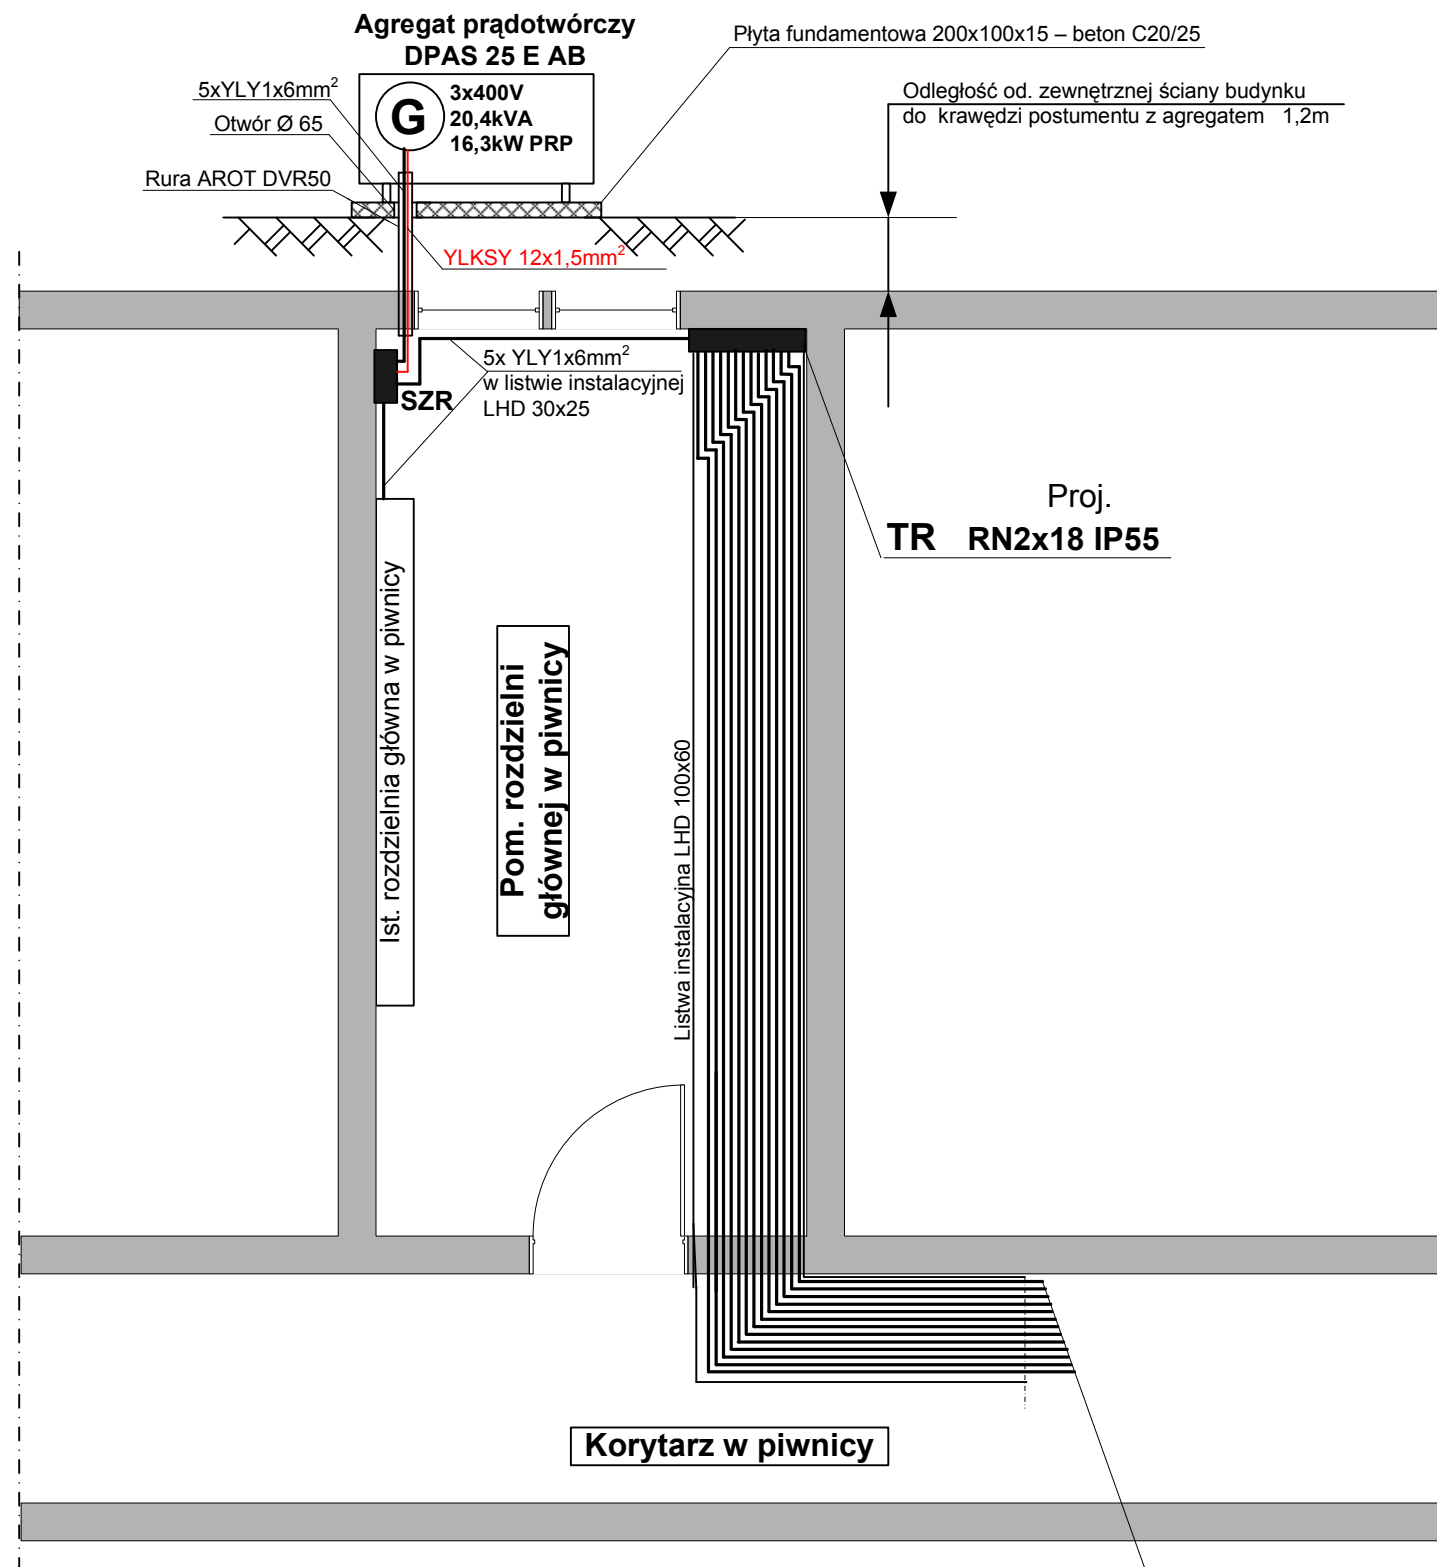 Agregat prądotwórczy
DPAS 25 E AB
Płyta fundamentowa 200x100x15 – beton C20/25
5xYLY1x6mm²
Otwór Ø 65
Rura AROT DVR50
G
3x400V
20,4kVA
16,3kW PRP
Odległość od. zewnętrznej ściany budynku
do krawędzi postumentu z agregatem 1,2m
YLKSY 12x1,5mm²
5x YLY1x6mm²
w listwie instalacyjnej
LHD 30x25
SZR
Proj.
TR RN2x18 IP55
Ist. rozdzielnia główna w piwnicy
Pom. rozdzielni
głównej w piwnicy
Listwa instalacyjna LHD 100x60
Korytarz w piwnicy